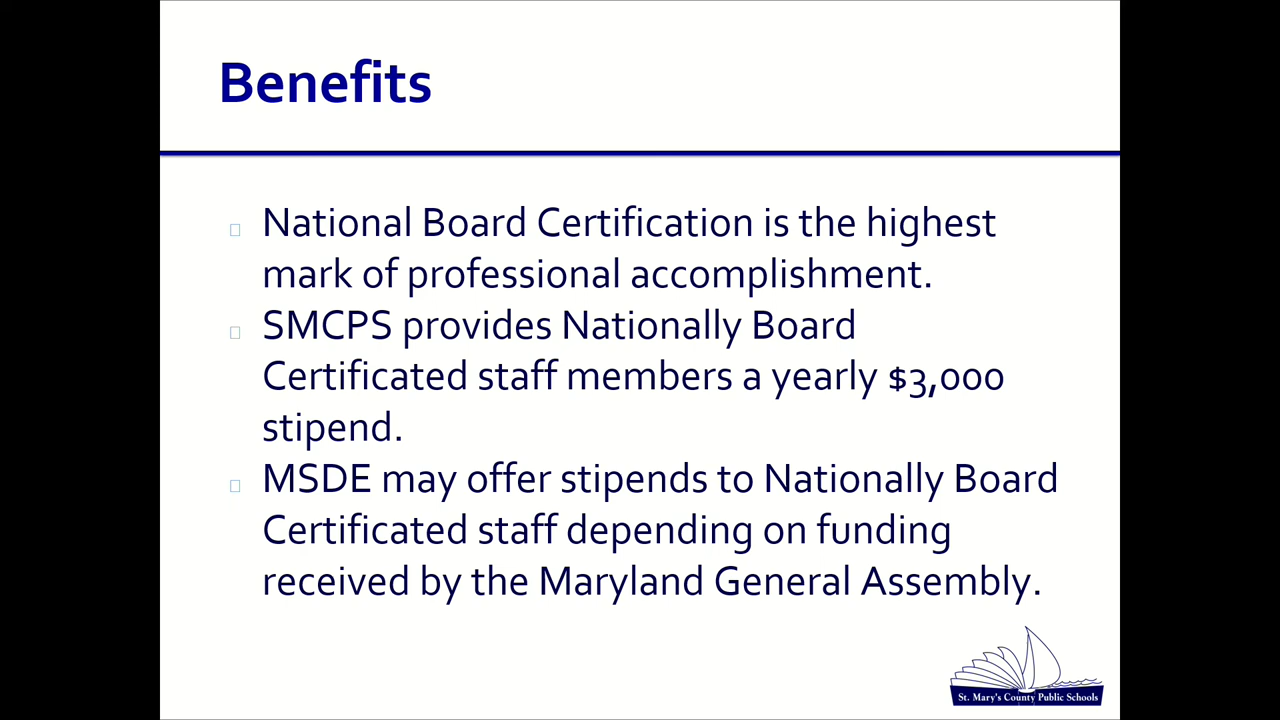 Benefits
National Board Certification is the highest
mark of professional accomplishment.
SMCPS provides Nationally Board
Certificated staff members a yearly $3,000
stipend.
MSDE may offer stipends to Nationally Board
Certificated staff depending on funding
received by the Maryland General Assembly.
St. Mary's County Public Schools